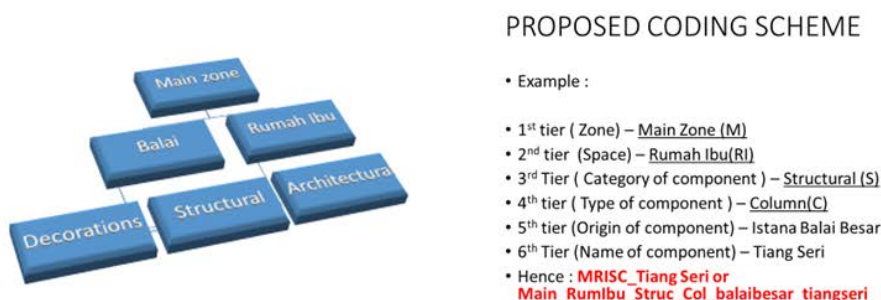 PROPOSED CODING SCHEME
Main zone
Balai
Rumah Ibu
Decorations
Structural
Architectura
• Example :
• 1st tier ( Zone) – Main Zone (M)
• 2nd tier (Space) – Rumah Ibu(RI)
• 3rd Tier ( Category of component ) – Structural (S)
• 4th tier ( Type of component ) – Column(C)
• 5th tier (Origin of component) – Istana Balai Besar
• 6th Tier (Name of component) – Tiang Seri
• Hence : MRISC_Tiang Seri or
Main_RumIbu_Struc_Col_balaibesar_tiangseri